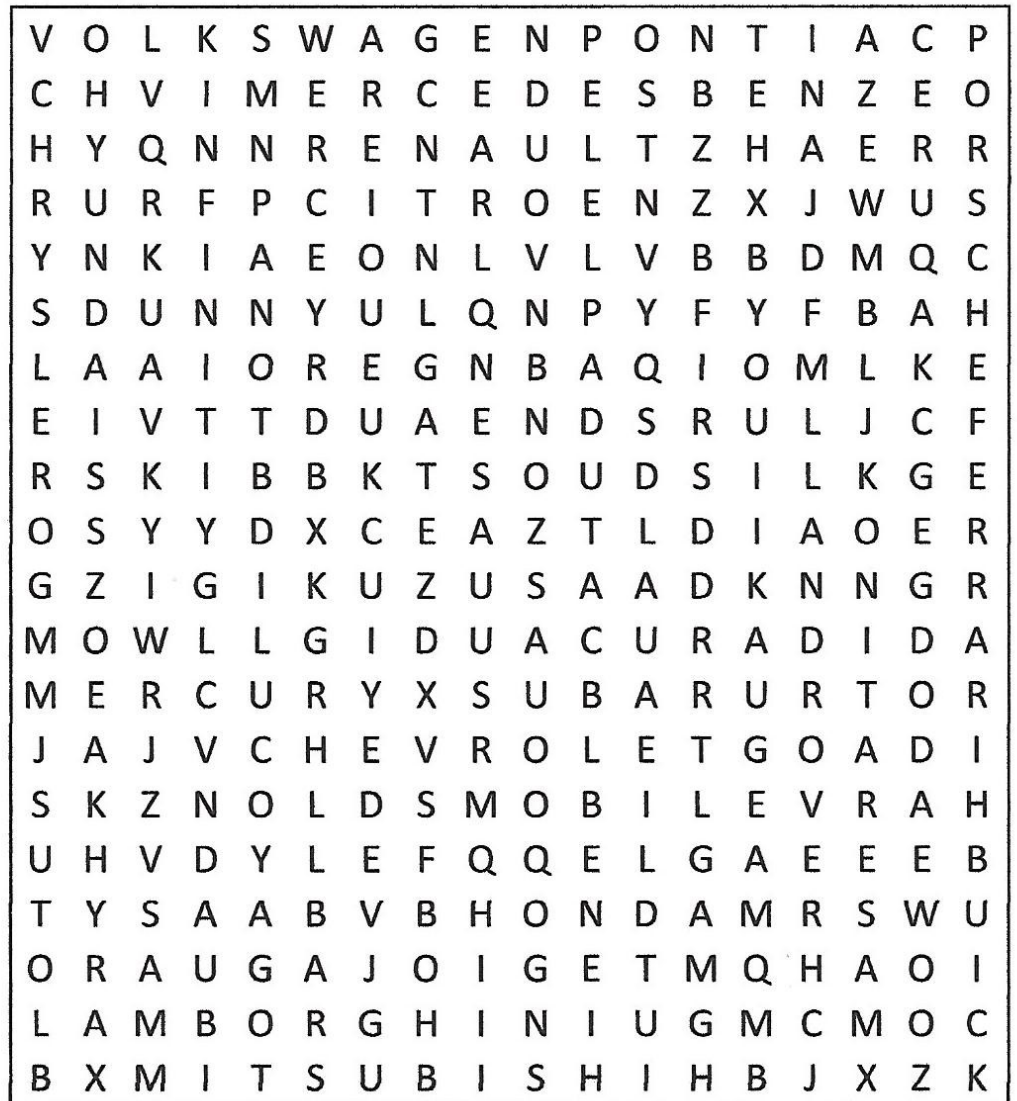 V O L K S W A G E N P O N T I A C P
C H V I M E R C E D E S B E N Z E O
H Y Q N N R E N A U L T Z H A E R R
R U R F P C I T R O E N Z X J W U S
Y N K I A E O N L V L V B B D M Q C
S D U N N Y U L Q N P Y F Y F B A H
L A A I O R E G N B A Q I O M L K E
E I V T T D U A E N D S R U L J C F
R S K I B B K T S O U D S I L K G E
O S Y Y D X C E A Z T L D I A O E R
G Z I G I K U Z U S A A D K N N G R
M O W L L G I D U A C U R A D I D A
M E R C U R Y X S U B A R U R T O R
J A J V C H E V R O L E T G O A D I
S K Z N O L D S M O B I L E V R A H
U H V D Y L E F Q Q E L G A E E E B
T Y S A A B V B H O N D A M R S W U
O R A U G A J O I G E T M Q H A O I
L A M B O R G H I N I U G M C M O C
B X M I T S U B I S H I H B J X Z K